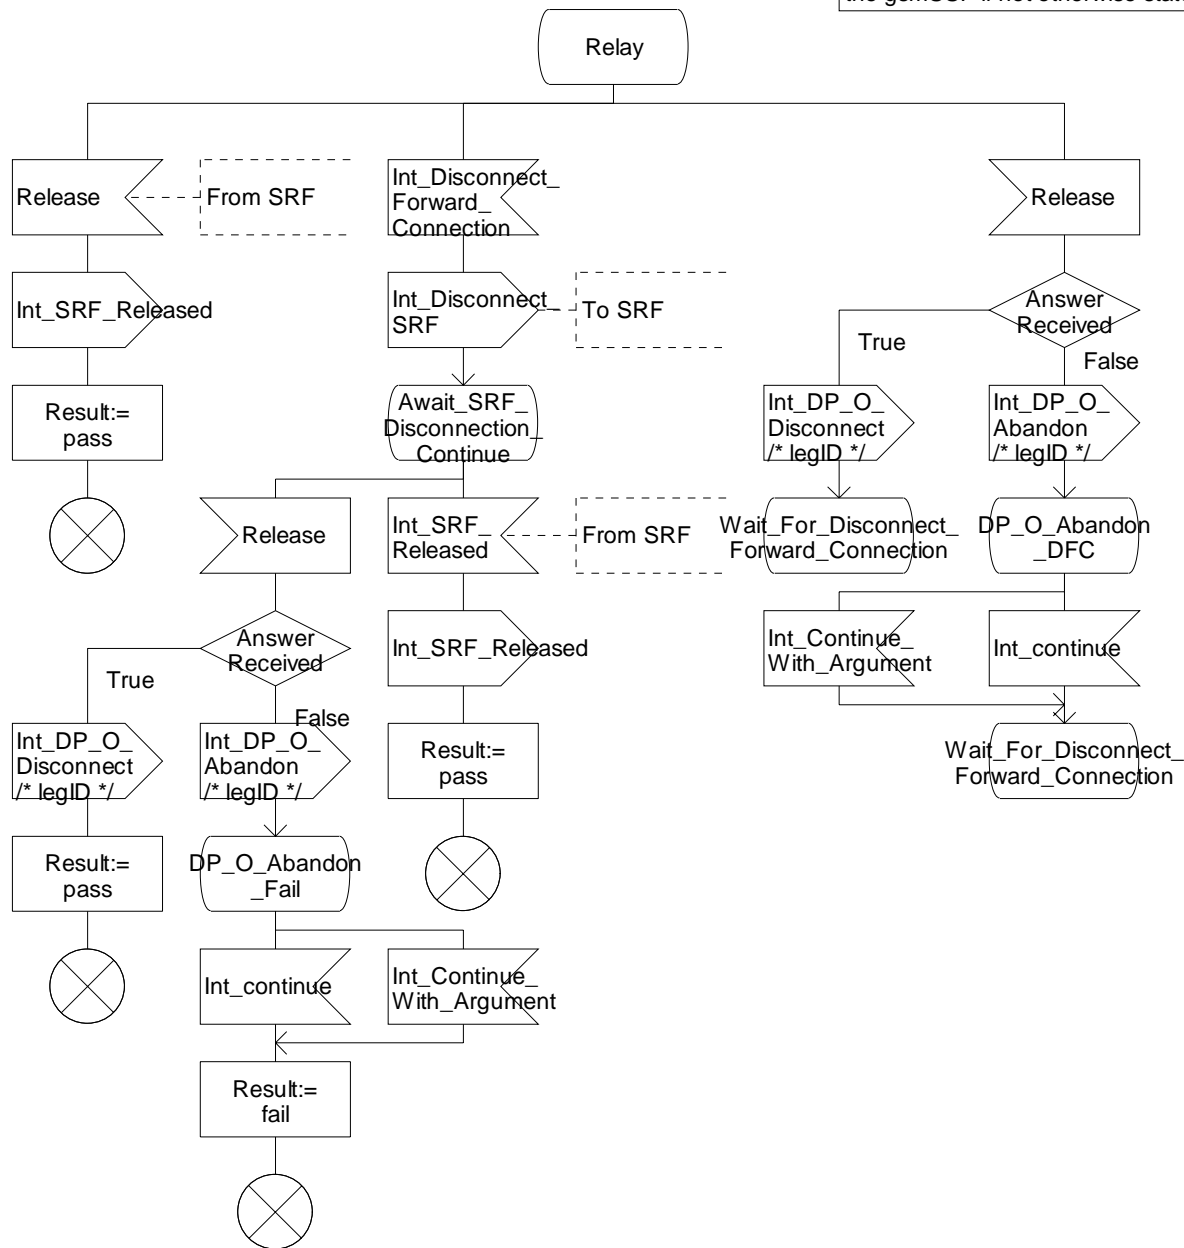 Relay
Release
From SRF
Int_Disconnect_
Forward_
Connection
Release
Int_SRF_Released
Int_Disconnect_
SRF
To SRF
Answer
Received
True
False
Result:=
pass
Await_SRF_
Disconnection_
Continue
Int_DP_O_
Disconnect
/* legID */
Int_DP_O_
Abandon
/* legID */
Release
Int_SRF_
Released
From SRF
Wait_For_Disconnect_
Forward_Connection
DP_O_Abandon
_DFC
Answer
Received
Int_SRF_Released
Int_Continue_
With_Argument
Int_continue
True
False
Int_DP_O_
Disconnect
/* legID */
Int_DP_O_
Abandon
/* legID */
Result:=
pass
Wait_For_Disconnect_
Forward_Connection
Result:=
pass
DP_O_Abandon
_Fail
Int_continue
Int_Continue_
With_Argument
Result:=
fail